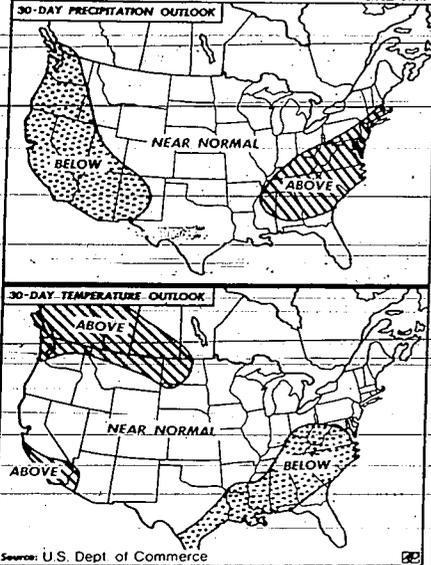 30-DAY PRECIPITATION OUTLOOK
NEAR NORMAL
BELOW
ABOVE
30-DAY TEMPERATURE OUTLOOK
ABOVE
NEAR NORMAL
ABOVE
BELOW
Source: U.S. Dept. of Commerce